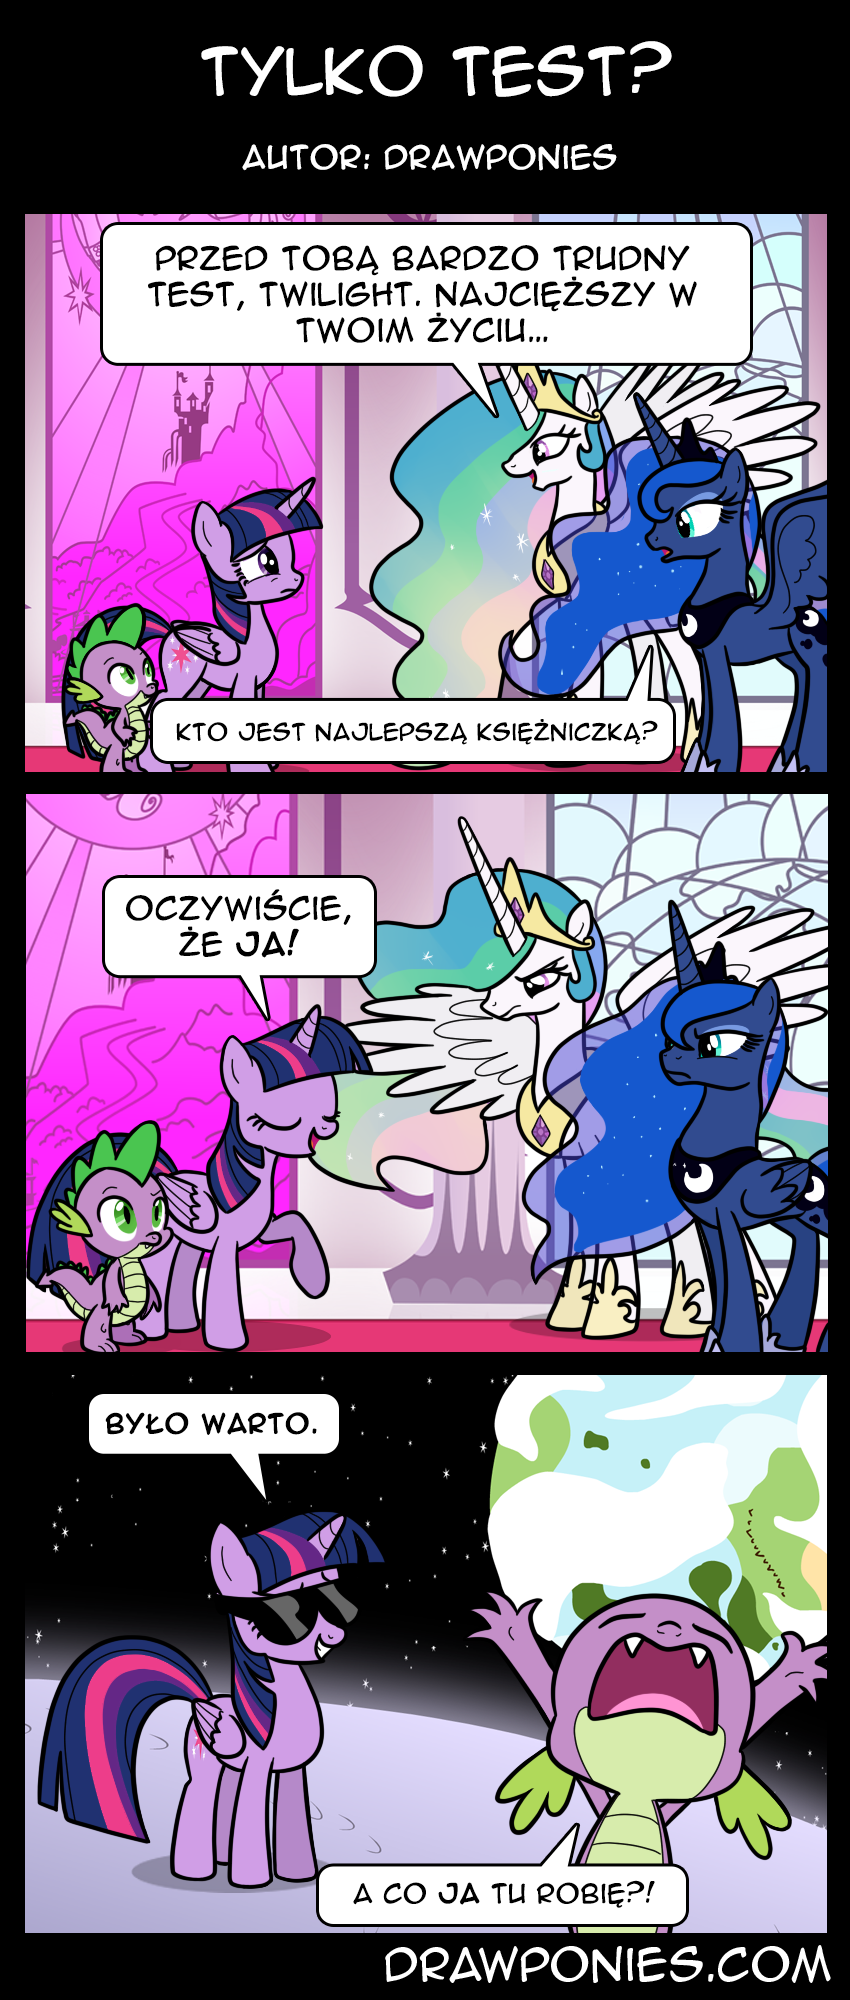 TYLKO TEST?
AUTOR: DRAWPONIES
PRZED TOBĄ BARDZO TRUDNY
TEST, TWILIGHT. NAJCIĘŻSZY W
TWOIM ŻYCIU...
KTO JEST NAJLEPSZĄ KSIĘŻNICZKĄ?
OCZYWIŚCIE,
ŻE JA!
BYŁO WARTO.
A CO JA TU ROBIĘ?!
DRAWPONIES.COM